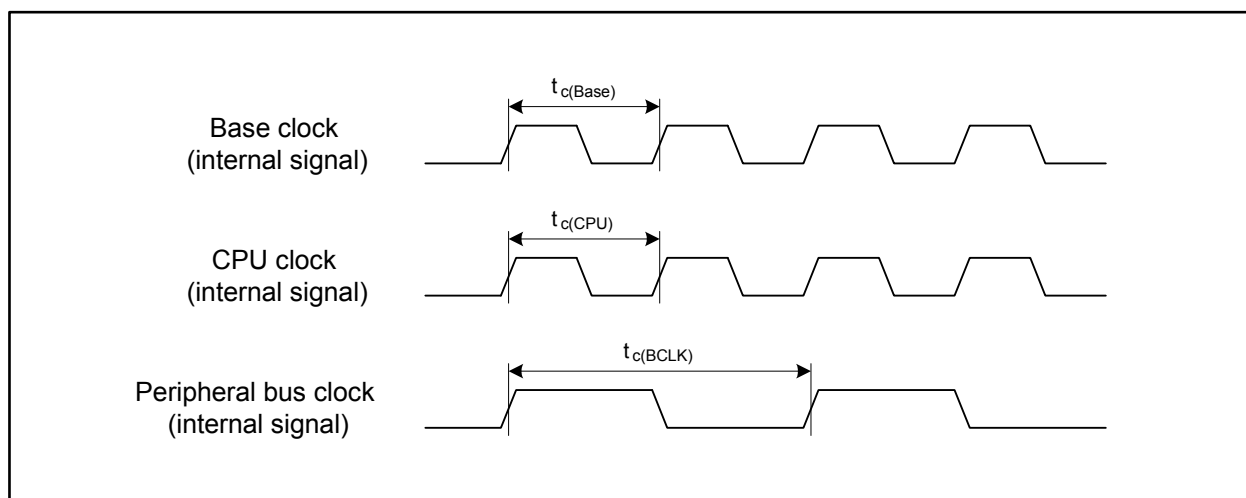 t c(Base)
Base clock
(internal signal)
t c(CPU)
CPU clock
(internal signal)
t c(BCLK)
Peripheral bus clock
(internal signal)